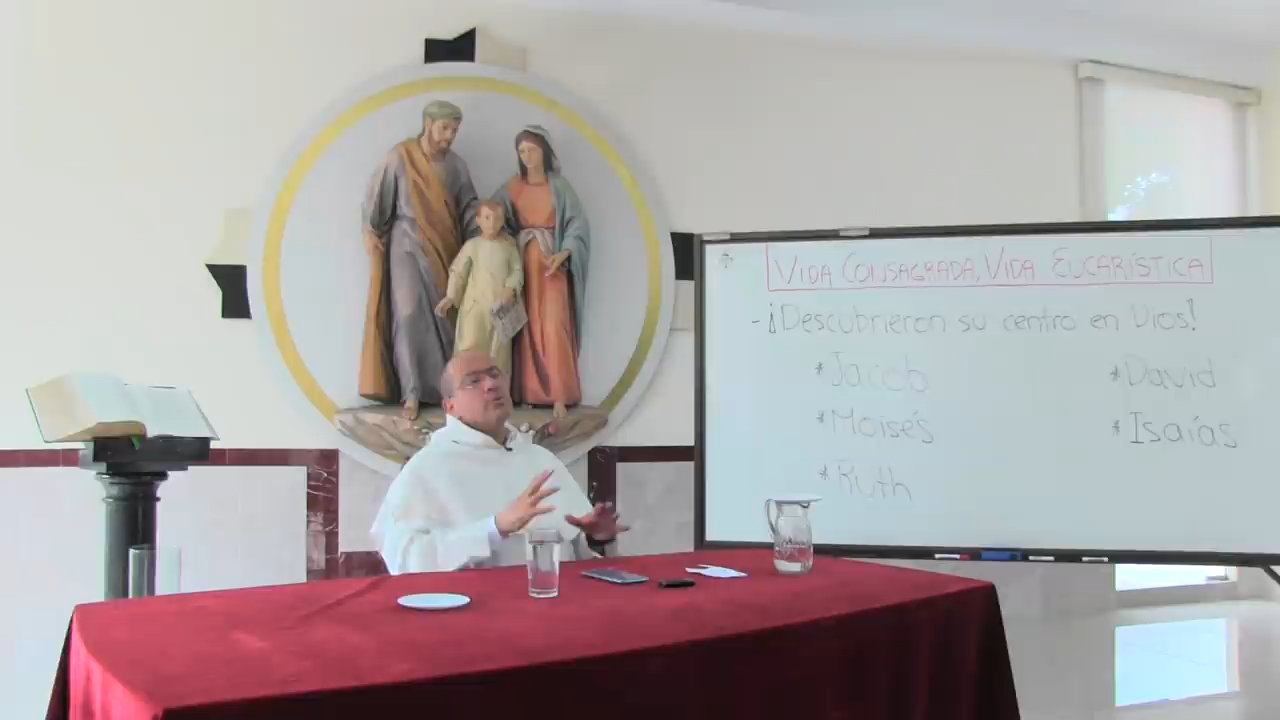 VIDA CONSAGRADA, VIDA EUCARÍSTICA
- ¡Descubrieron su centro en Dios!
* Jacob
* Moisés
* Ruth
* David
* Isaías